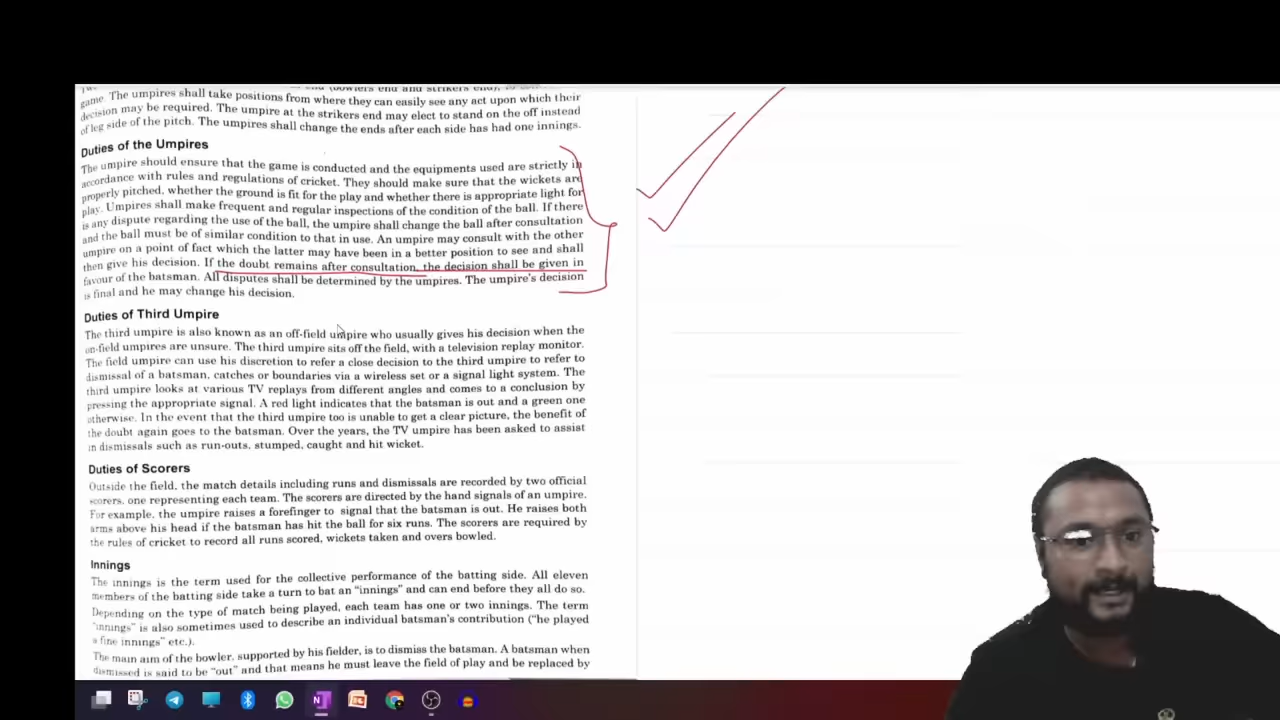 game. The umpires shall take positions from where they can easily see any act upon which their
decision may be required. The umpire at the strikers end may elect to stand on the off instead
of leg side of the pitch. The umpires shall change the ends after each side has had one innings.
Duties of the Umpires
The umpire should ensure that the game is conducted and the equipments used are strictly in
accordance with rules and regulations of cricket. They should make sure that the wickets are
properly pitched, whether the ground is fit for the play and whether there is appropriate light for
play. Umpires shall make frequent and regular inspections of the condition of the ball. If there
is any dispute regarding the use of the ball, the umpire shall change the ball after consultation
and the ball must be of similar condition to that in use. An umpire may consult with the other
umpire on a point of fact which the latter may have been in a better position to see and shall
then give his decision. If the doubt remains after consultation, the decision shall be given in
favour of the batsman. All disputes shall be determined by the umpires. The umpire's decision
is final and he may change his decision.
Duties of Third Umpire
The third umpire is also known as an off-field umpire who usually gives his decision when the
on-field umpires are unsure. The third umpire sits off the field, with a television replay monitor.
The field umpire can use his discretion to refer a close decision to the third umpire to refer to
dismissal of a batsman, catches or boundaries via a wireless set or a signal light system. The
third umpire looks at various TV replays from different angles and comes to a conclusion by
pressing the appropriate signal. A red light indicates that the batsman is out and a green one
otherwise. In the event that the third umpire too is unable to get a clear picture, the benefit of
the doubt again goes to the batsman. Over the years, the TV umpire has been asked to assist
in dismissals such as run-outs, stumped, caught and hit wicket.
Duties of Scorers
Outside the field, the match details including runs and dismissals are recorded by two official
scorers, one representing each team. The scorers are directed by the hand signals of an umpire.
For example, the umpire raises a forefinger to signal that the batsman is out. He raises both
arms above his head if the batsman has hit the ball for six runs. The scorers are required by
the rules of cricket to record all runs scored, wickets taken and overs bowled.
Innings
The innings is the term used for the collective performance of the batting side. All eleven
members of the batting side take a turn to bat an "innings" and can end before they all do so.
Depending on the type of match being played, each team has one or two innings. The term
"innings" is also sometimes used to describe an individual batsman's contribution ("he played
a fine innings" etc.).
The main aim of the bowler, supported by his fielder, is to dismiss the batsman. A batsman when
dismissed is said to be "out" and that means he must leave the field of play and be replaced by